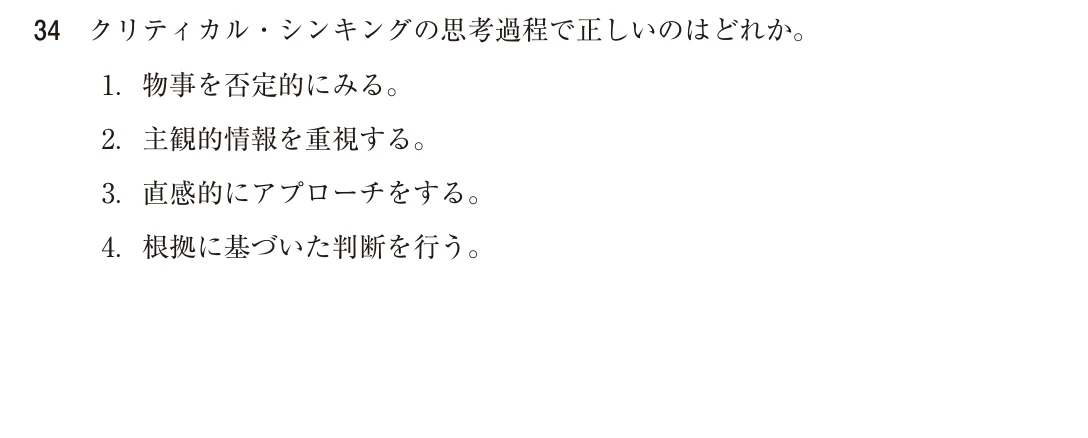 34 クリティカル・シンキングの思考過程で正しいのはどれか。
1. 物事を否定的にみる。
2. 主観的情報を重視する。
3. 直感的にアプローチをする。
4. 根拠に基づいた判断を行う。